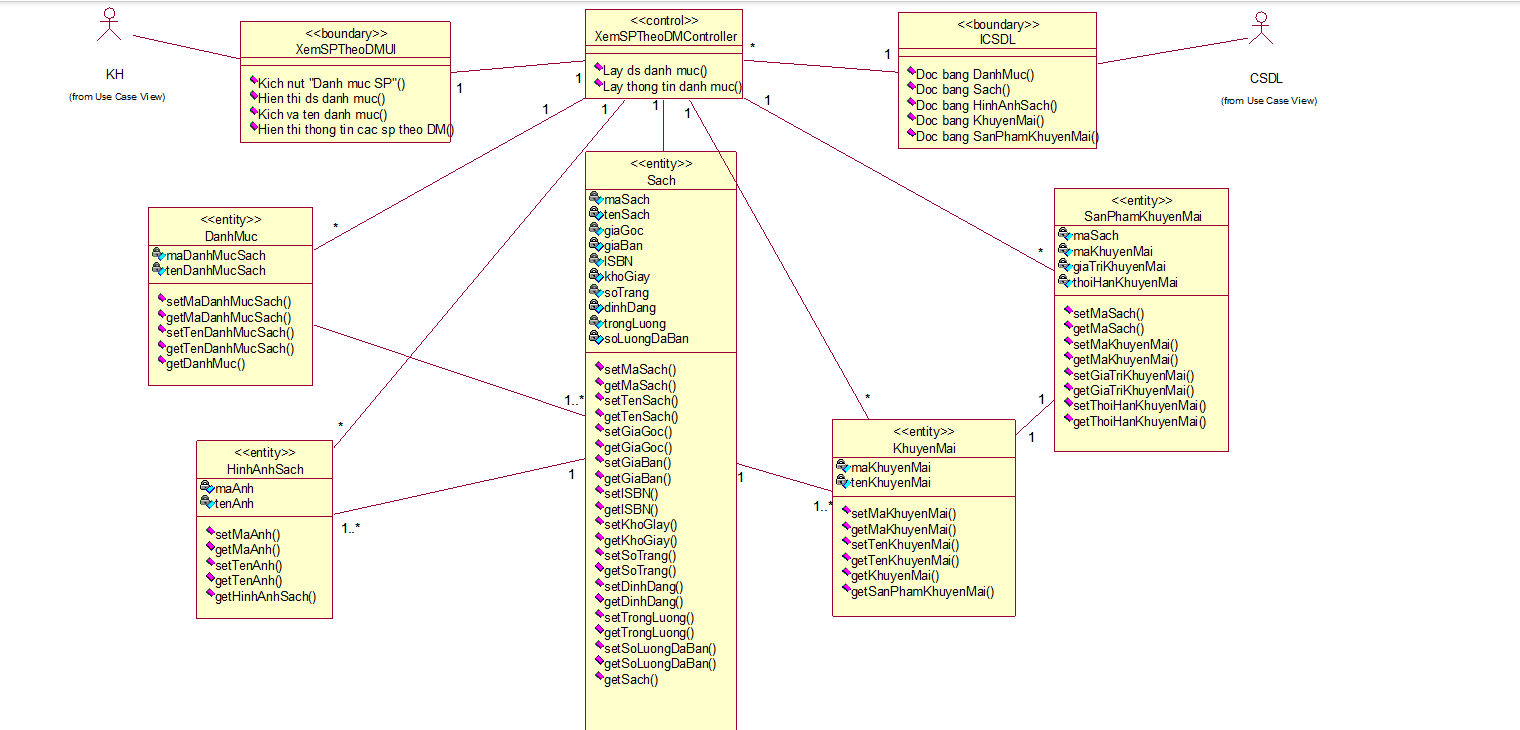 KH
(from Use Case View)
<<boundary>>
XemSPTheoDMUI
Kich nut "Danh muc SP"()
Hien thi ds danh muc()
Kich va ten danh muc()
Hien thi thong tin cac sp theo DM()
1
1
<<control>>
XemSPTheoDMController
Lay ds danh muc()
Lay thong tin danh muc()
*
1
<<boundary>>
ICSDL
Doc bang DanhMuc()
Doc bang Sach()
Doc bang HinhAnhSach()
Doc bang KhuyenMai()
Doc bang SanPhamKhuyenMai()
CSDL
(from Use Case View)
1
1
1
1
1
*
<<entity>>
DanhMuc
maDanhMucSach
tenDanhMucSach
setMaDanhMucSach()
getMaDanhMucSach()
setTenDanhMucSach()
getTenDanhMucSach()
getDanhMuc()
*
<<entity>>
HinhAnhSach
maAnh
tenAnh
setMaAnh()
getMaAnh()
setTenAnh()
getTenAnh()
getHinhAnhSach()
1..*
1..*
1
<<entity>>
Sach
maSach
tenSach
giaGoc
giaBan
ISBN
khoGiay
soTrang
dinhDang
trongLuong
soLuongDaBan
setMaSach()
getMaSach()
setTenSach()
getTenSach()
setGiaGoc()
getGiaGoc()
setGiaBan()
getGiaBan()
setISBN()
getISBN()
setKhoGIay()
getKhoGiay()
setSoTrang()
getSoTrang()
setDinhDang()
getDinhDang()
setTrongLuong()
getTrongLuong()
setSoLuongDaBan()
getSoLuongDaBan()
getSach()
1
1..*
*
<<entity>>
KhuyenMai
maKhuyenMai
tenKhuyenMai
setMaKhuyenMai()
getMaKhuyenMai()
setTenKhuyenMai()
getTenKhuyenMai()
getKhuyenMai()
getSanPhamKhuyenMai()
1
1
*
<<entity>>
SanPhamKhuyenMai
maSach
maKhuyenMai
giaTriKhuyenMai
thoiHanKhuyenMai
setMaSach()
getMaSach()
setMaKhuyenMai()
getMaKhuyenMai()
setGiaTriKhuyenMai()
getGiaTriKhuyenMai()
setThoiHanKhuyenMai()
getThoiHanKhuyenMai()